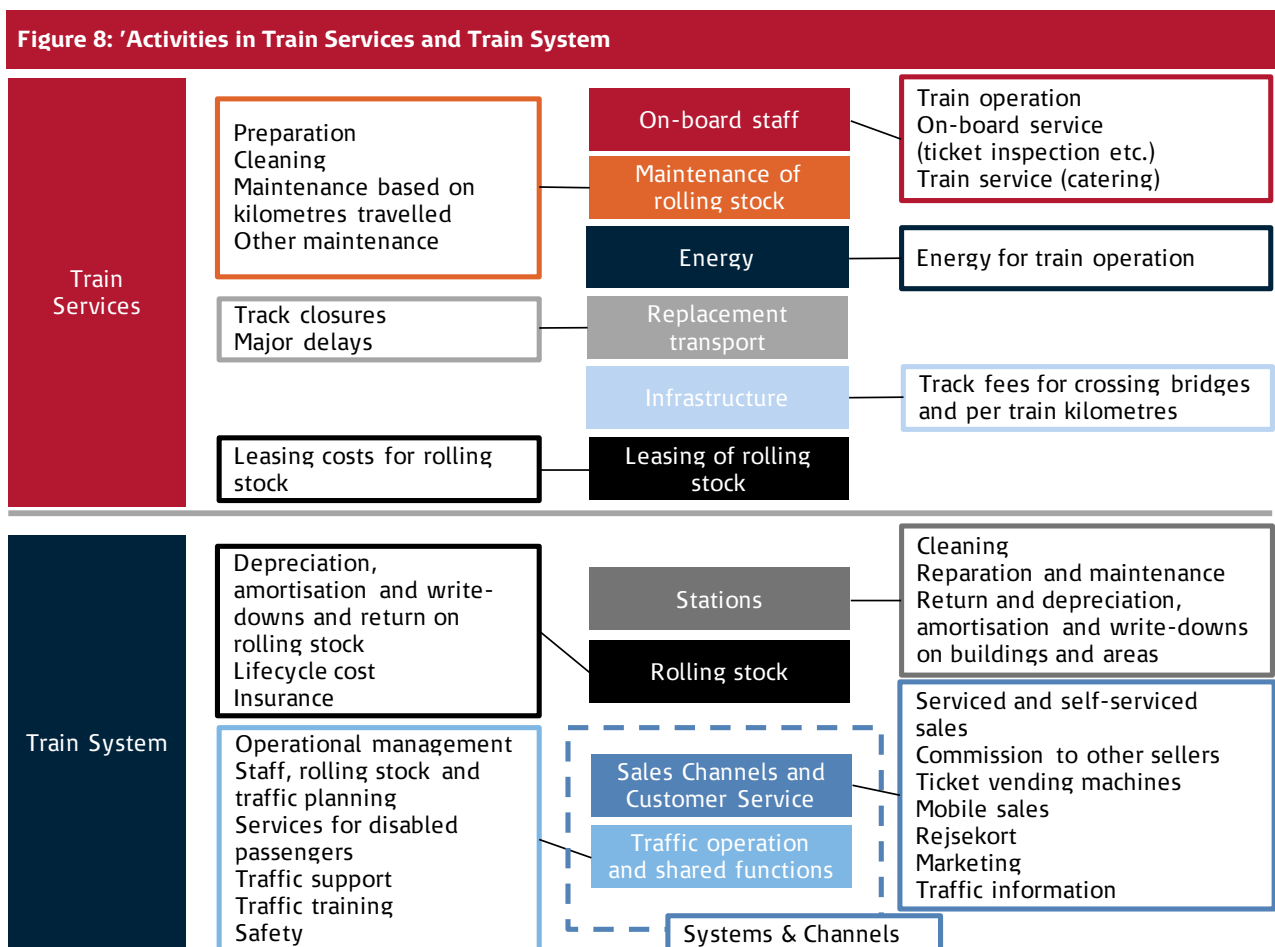 Figure 8: ’Activities in Train Services and Train System
Train
Services
Preparation
Cleaning
Maintenance based on
kilometres travelled
Other maintenance
On-board staff
Train operation
On-board service
(ticket inspection etc.)
Train service (catering)
Maintenance of
rolling stock
Energy
Energy for train operation
Track closures
Major delays
Replacement
transport
Infrastructure
Track fees for crossing bridges
and per train kilometres
Leasing costs for rolling
stock
Leasing of rolling
stock
Train System
Depreciation,
amortisation and write-
downs and return on
rolling stock
Lifecycle cost
Insurance
Stations
Cleaning
Reparation and maintenance
Return and depreciation,
amortisation and write-downs
on buildings and areas
Rolling stock
Operational management
Staff, rolling stock and
traffic planning
Services for disabled
passengers
Traffic support
Traffic training
Safety
Sales Channels and
Customer Service
Traffic operation
and shared functions
Serviced and self-serviced
sales
Commission to other sellers
Ticket vending machines
Mobile sales
Rejsekort
Marketing
Traffic information
Systems & Channels